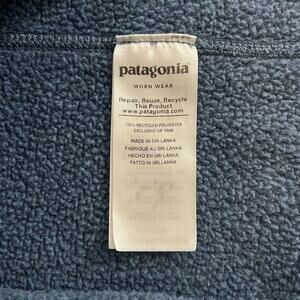 patagonia®
WORN WEAR
Repair, Reuse, Recycle
This Product
www.patagonia.com
100% RECYCLED POLYESTER
EXCLUSIVE OF TRIM
MADE IN SRI LANKA
FABRIQUÉ AU SRI LANKA
HECHO EN SRI LANKA
FATTO IN SRI LANKA